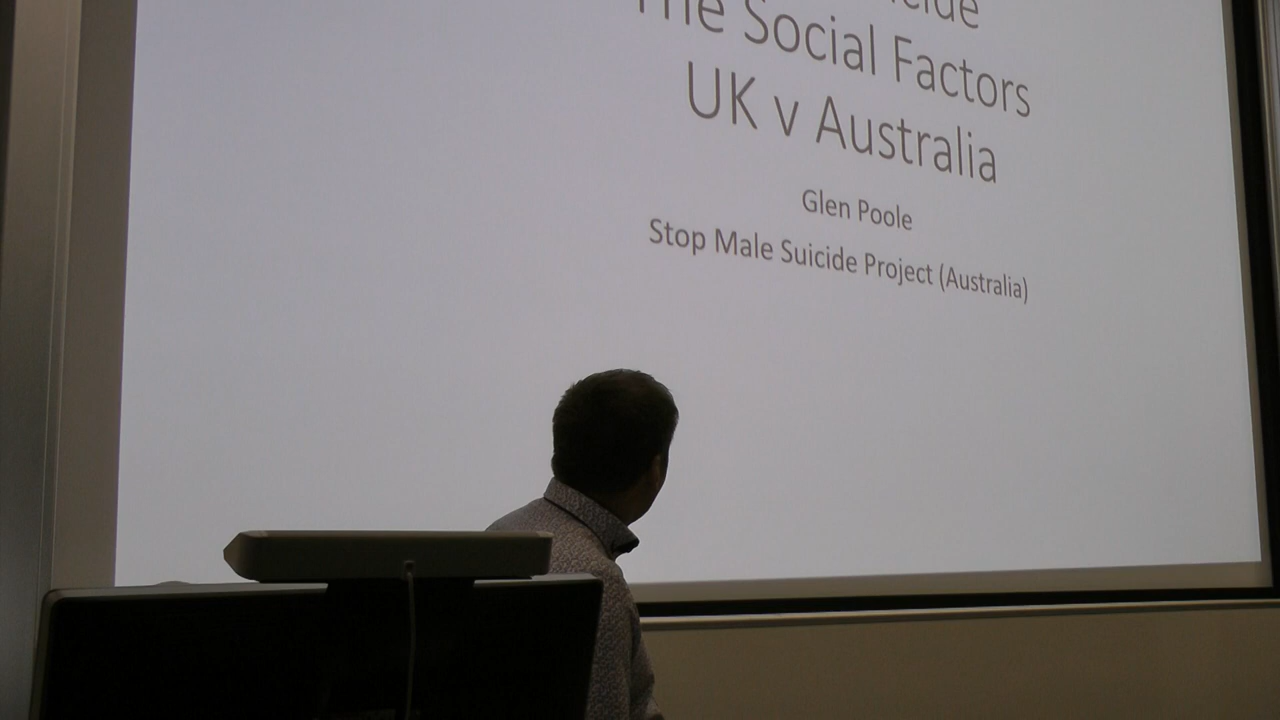 The Social Factors
UK v Australia
Glen Poole
Stop Male Suicide Project (Australia)